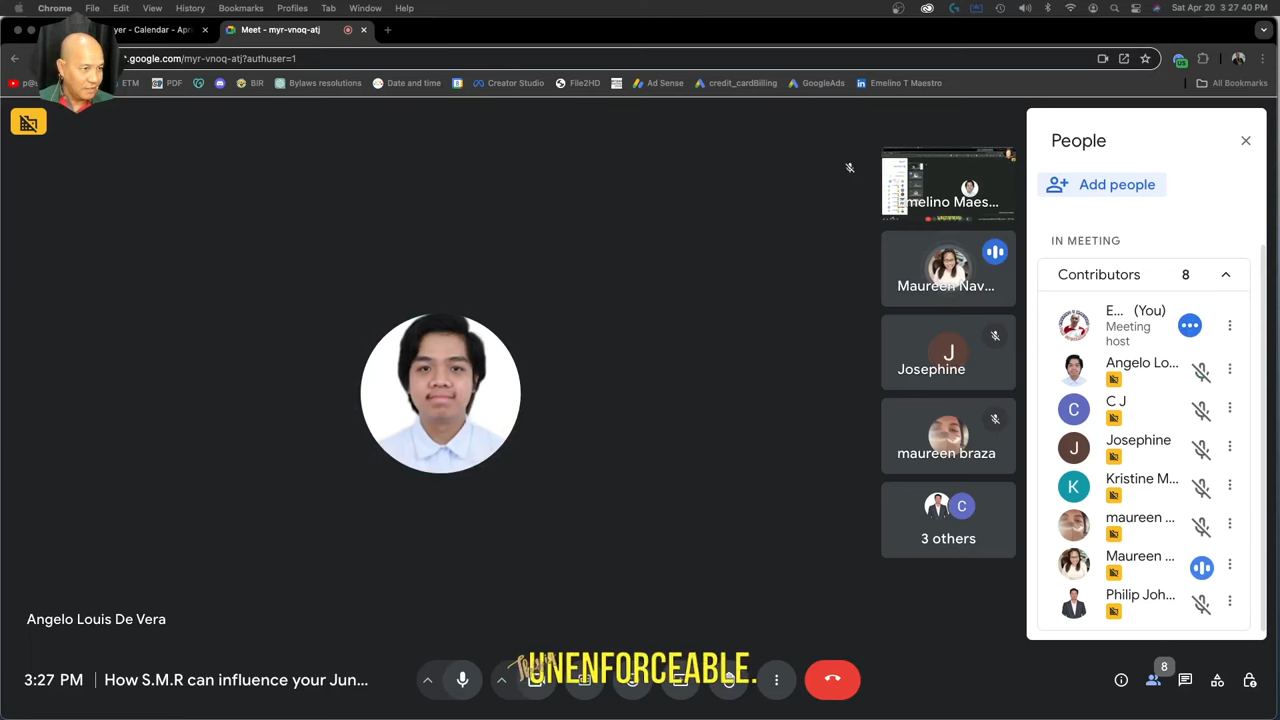 Chrome File Edit View History Bookmarks Profiles Tab Window Help Sat Apr 20 3:27:40 PM
yer - Calendar - Apri Meet - myr-vnoq-atj
.google.com/myr-vnoq-atj?authuser=1
ETM PDF BIR Bylaws resolutions Date and time Creator Studio File2HD Ad Sense credit_cardBilling GoogleAds Emelino T Maestro All Bookmarks
People
Add people
IN MEETING
Contributors 8
E... (You)
Meeting
host
Angelo Lo...
C J
Josephine
Kristine M...
maureen ...
Maureen ...
Philip Joh...
melino Maes...
Maureen Nav...
J
Josephine
maureen braza
C
3 others
C
J
K
Angelo Louis De Vera
UNENFORCEABLE.
3:27 PM How S.M.R can influence your Jun...
8